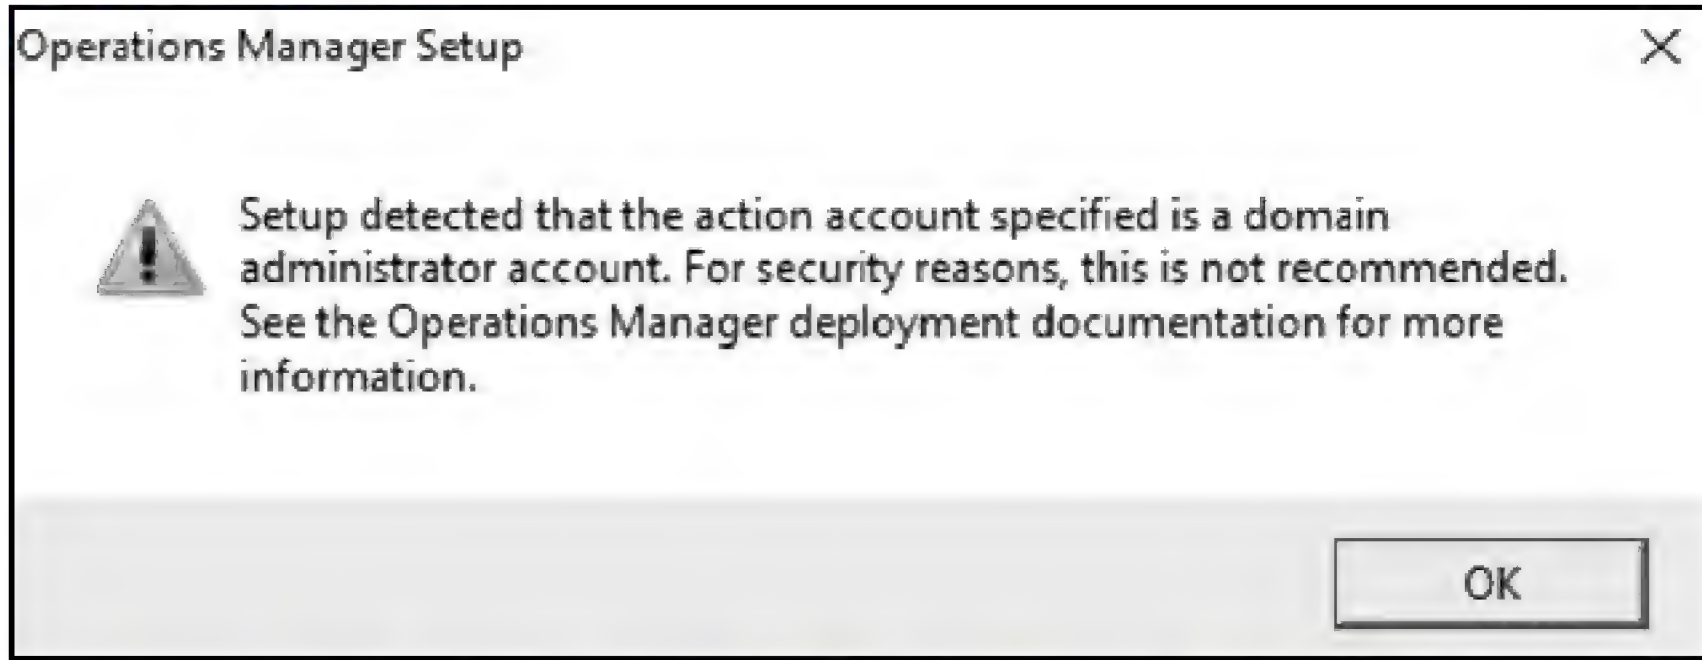 Operations Manager Setup
Setup detected that the action account specified is a domain
administrator account. For security reasons, this is not recommended.
See the Operations Manager deployment documentation for more
information.
OK